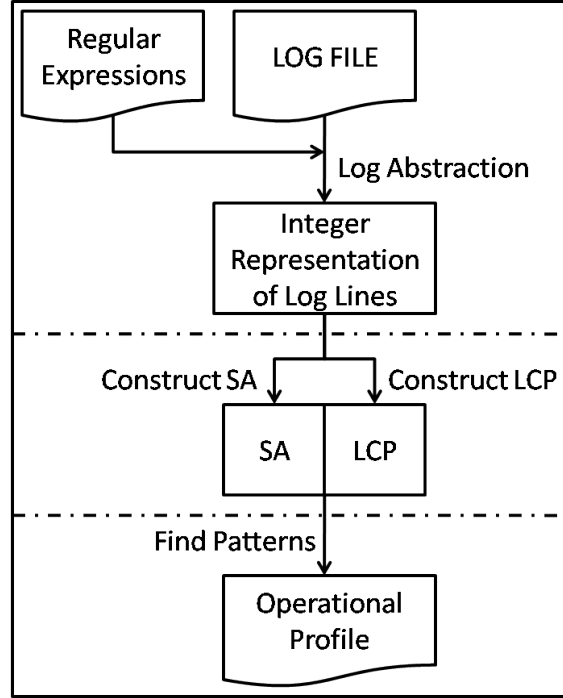 Regular
Expressions
LOG FILE
Log Abstraction
Integer
Representation
of Log Lines
Construct SA
Construct LCP
SA
LCP
Find Patterns
Operational
Profile